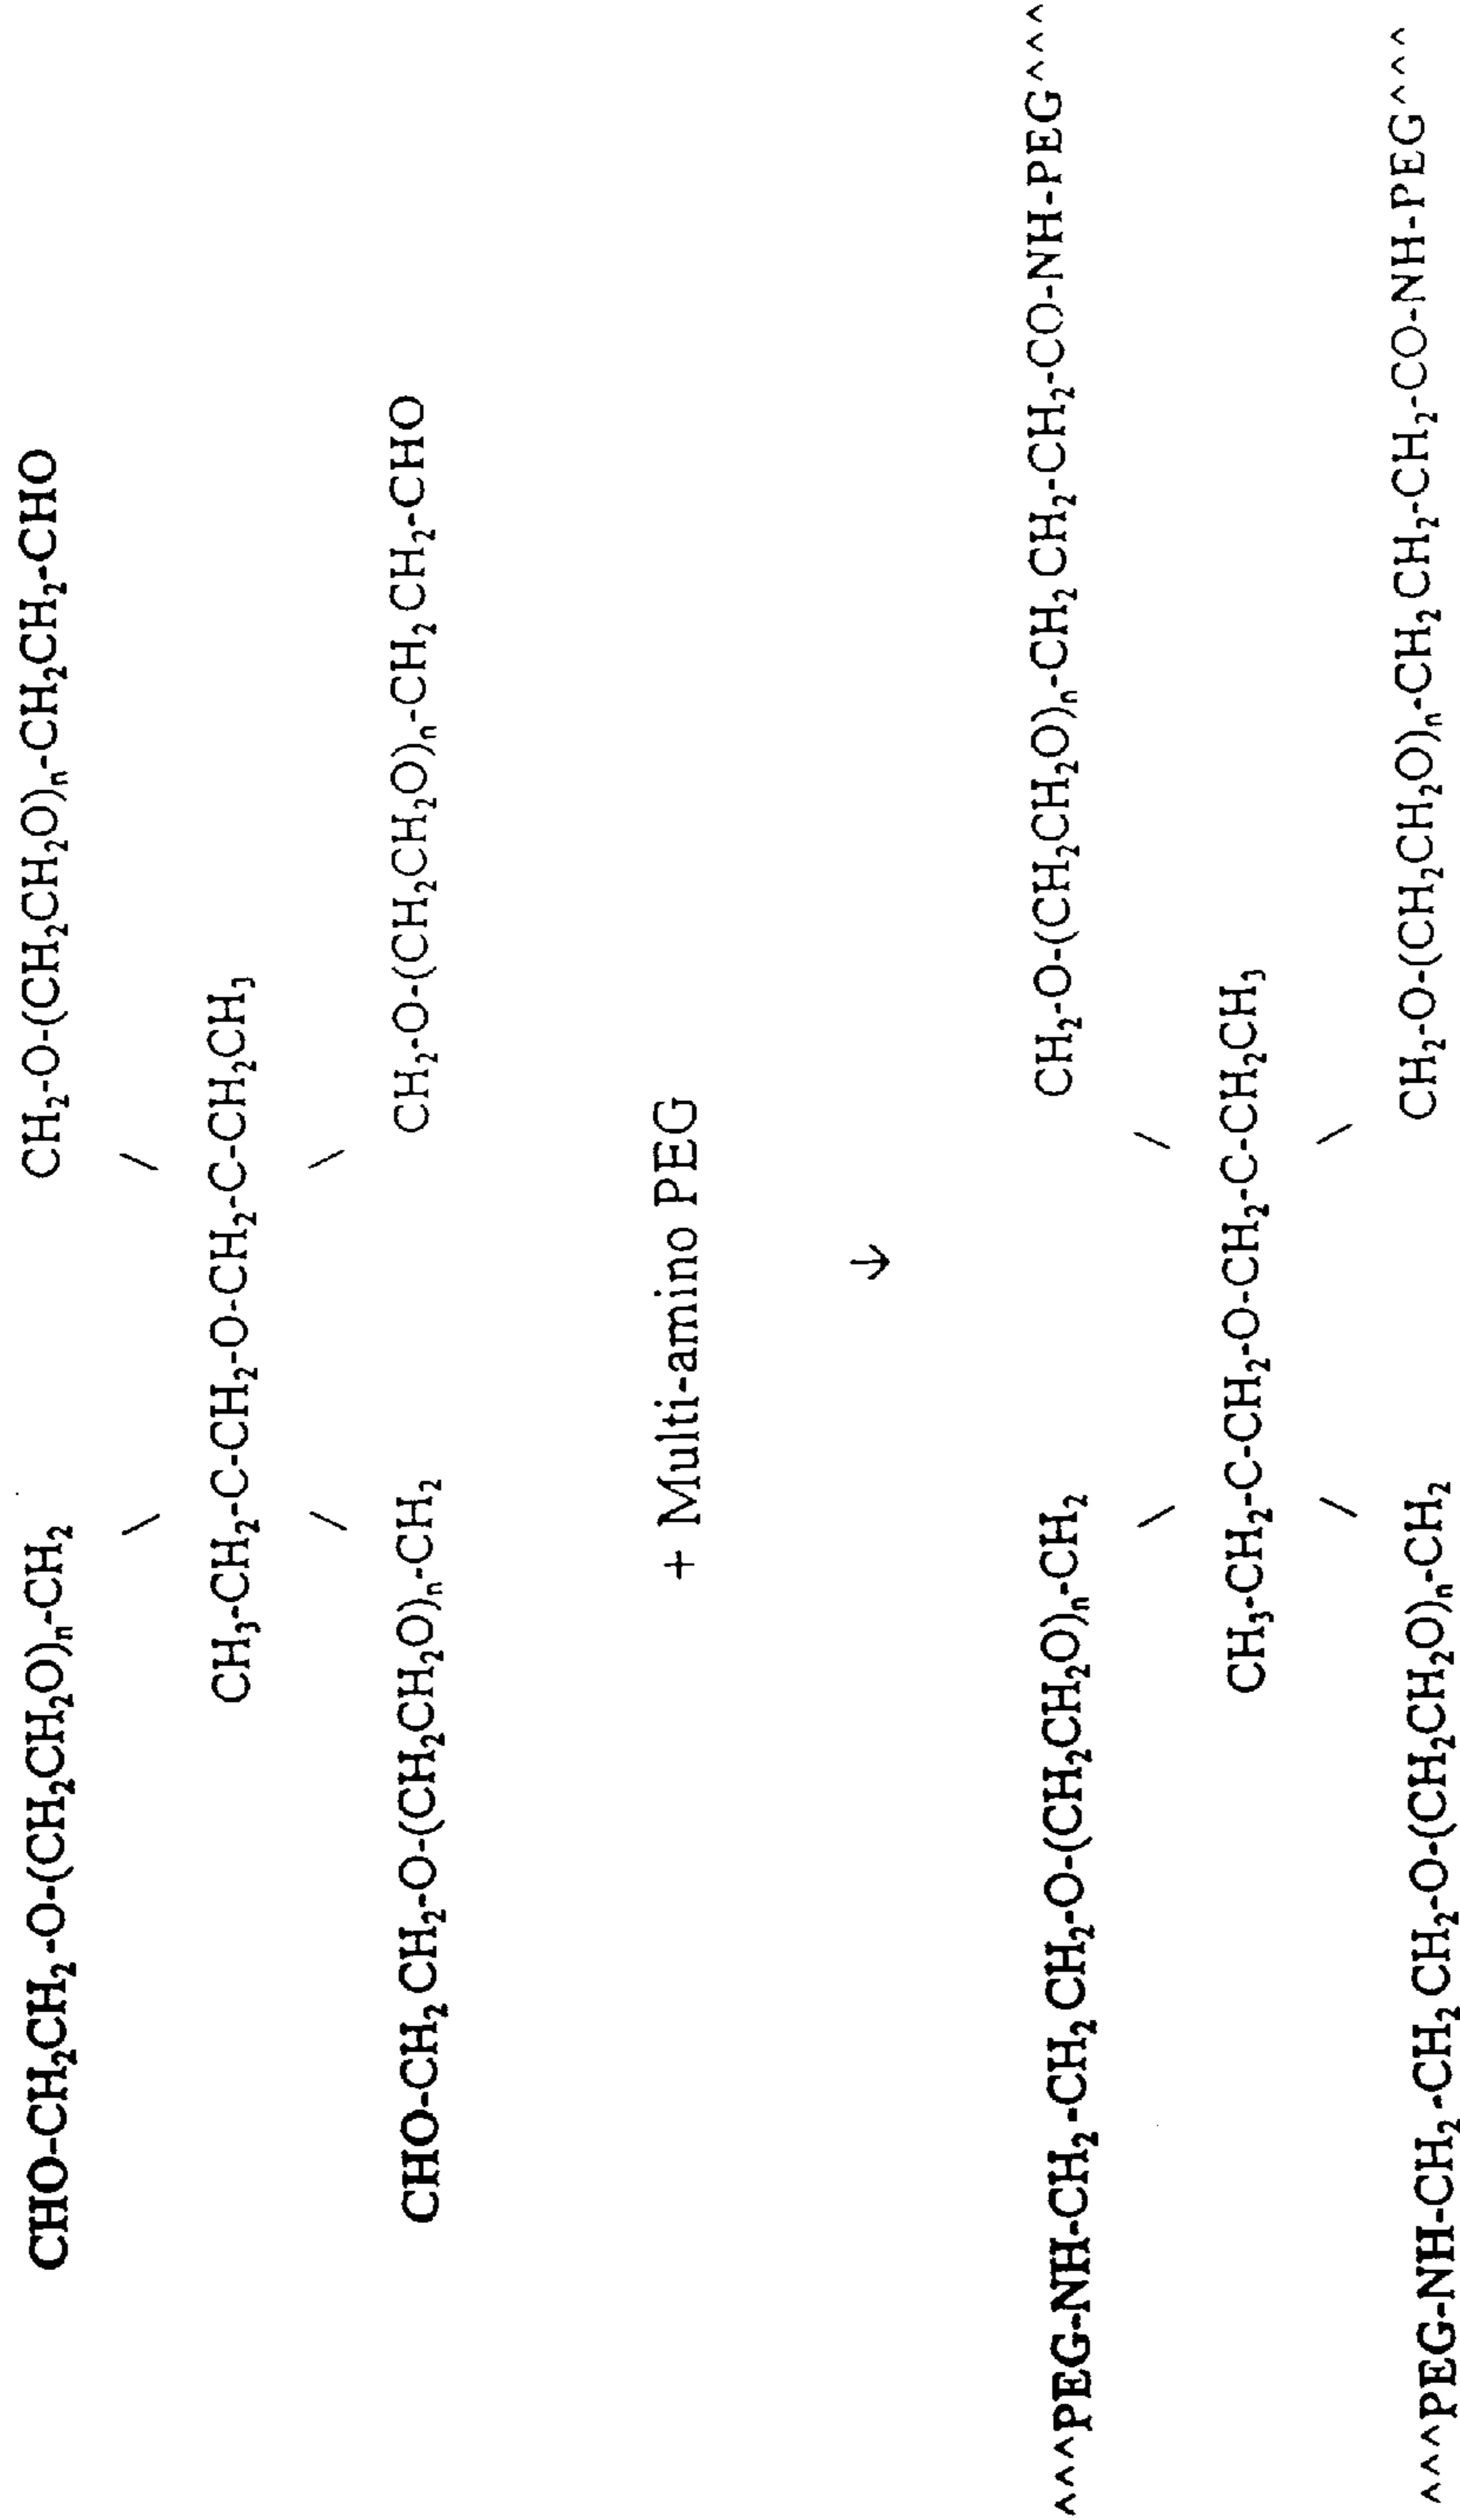 CHO-CH₂CH₂-O-(CH₂CH₂O)ₙ-CH₂ CH₂-O-(CH₂CH₂O)ₙ-CH₂CH₂-CHO
\ /
CH₃-CH₂-C-CH₂-O-CH₂-C-CH₂CH₃
/ \
CHO-CH₂CH₂-O-(CH₂CH₂O)ₙ-CH₂ CH₂-O-(CH₂CH₂O)ₙ-CH₂CH₂-CHO
+ Multi-amino PEG
↓
^^^PEG-NH-CH₂-CH₂CH₂-O-(CH₂CH₂O)ₙ-CH₂ CH₂-O-(CH₂CH₂O)ₙ-CH₂CH₂-CH₂-CO-NH-PEG^^^
\ /
CH₃-CH₂-C-CH₂-O-CH₂-C-CH₂CH₃
/ \
^^^PEG-NH-CH₂-CH₂CH₂-O-(CH₂CH₂O)ₙ-CH₂ CH₂-O-(CH₂CH₂O)ₙ-CH₂CH₂-CH₂-CO-NH-PEG^^^